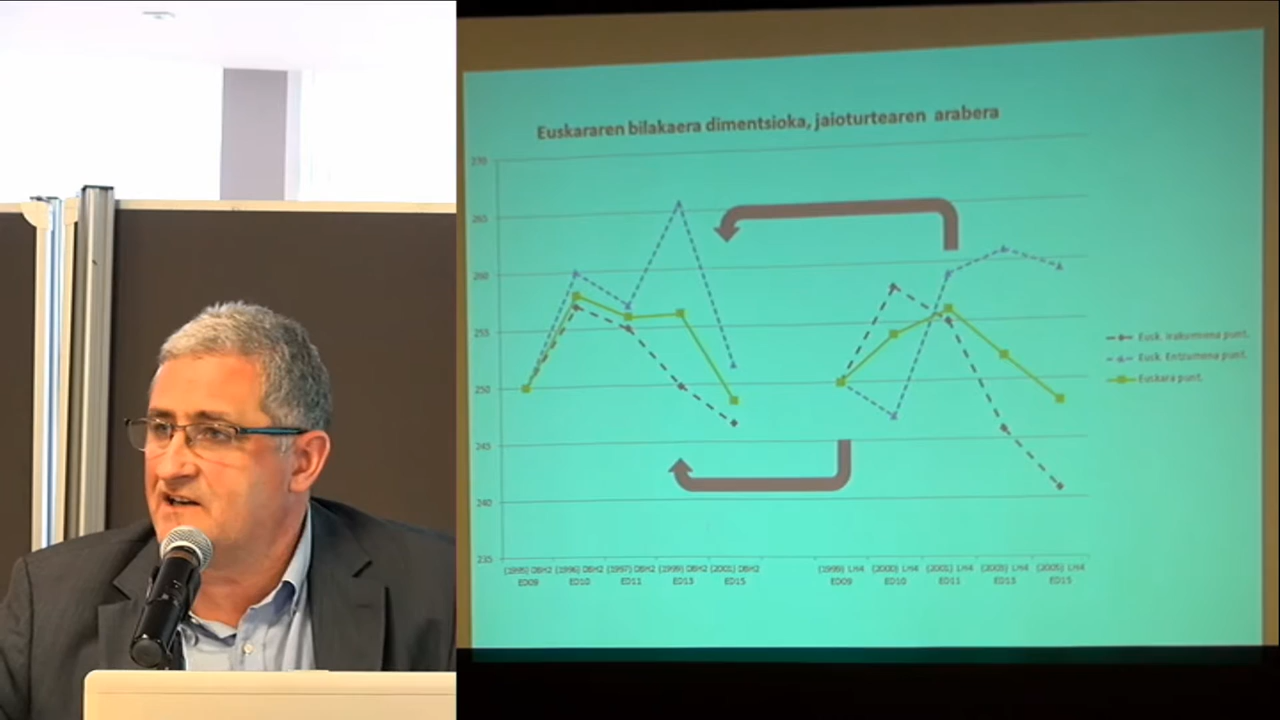 Euskararen bilakaera dimentsioka, jaioturtearen arabera
270
265
260
255
250
245
240
235
(1995) DBH2 (1996) DBH2 (1997) DBH2 (1999) DBH2 (2001) DBH2
ED09 ED10 ED11 ED13 ED15
(1999) LH4 (2000) LH4 (2001) LH4 (2003) LH4 (2005) LH4
ED09 ED10 ED11 ED13 ED15
Eusk. Irakurmena punt.
Eusk. Entzumena punt.
Euskara punt.